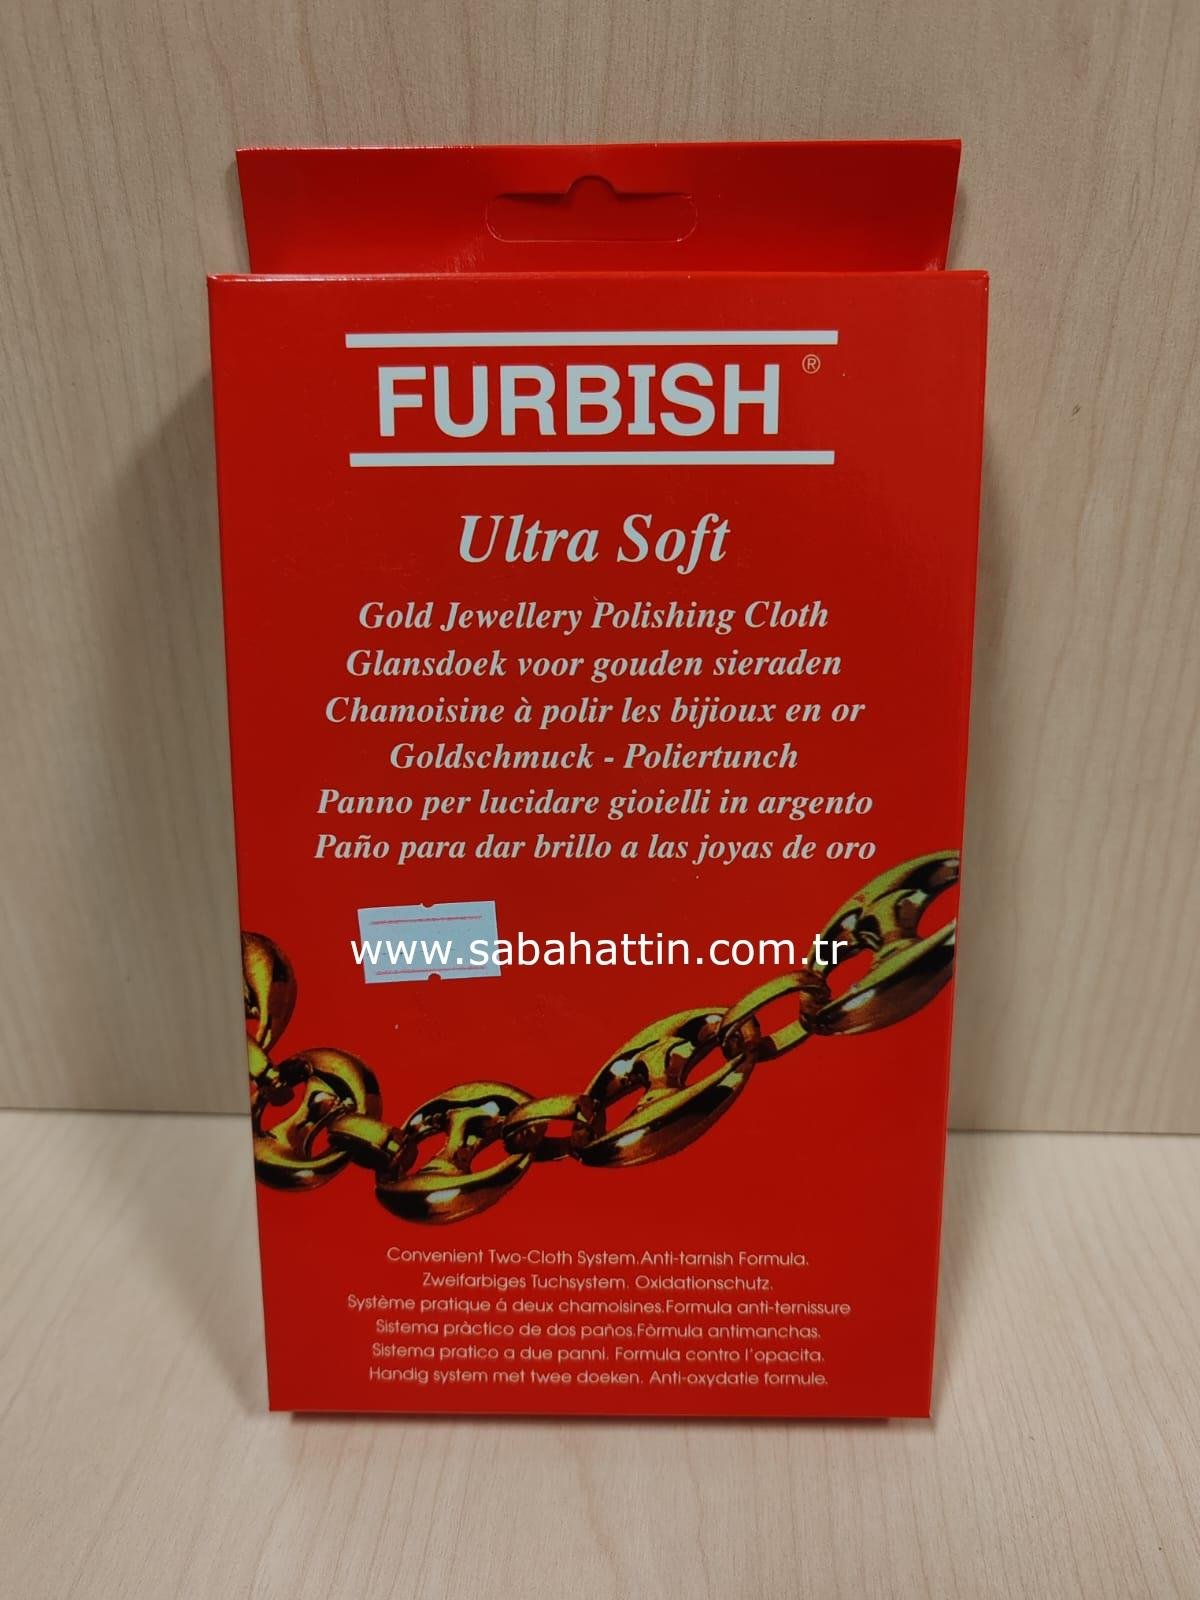 FURBISH ®
Ultra Soft
Gold Jewellery Polishing Cloth
Glansdoek voor gouden sieraden
Chamoisine à polir les bijioux en or
Goldschmuck - Poliertunch
Panno per lucidare gioielli in argento
Paño para dar brillo a las joyas de oro
www.sabahattin.com.tr
Convenient Two-Cloth System.Anti-tarnish Formula.
Zweifarbiges Tuchsystem. Oxidationschutz.
Système pratique á deux chamoisines.Formula anti-ternissure
Sistema pràctico de dos paños.Fòrmula antimanchas.
Sistema pratico a due panni. Formula contro l'opacita.
Handig system met twee doeken. Anti-oxydatie formule.